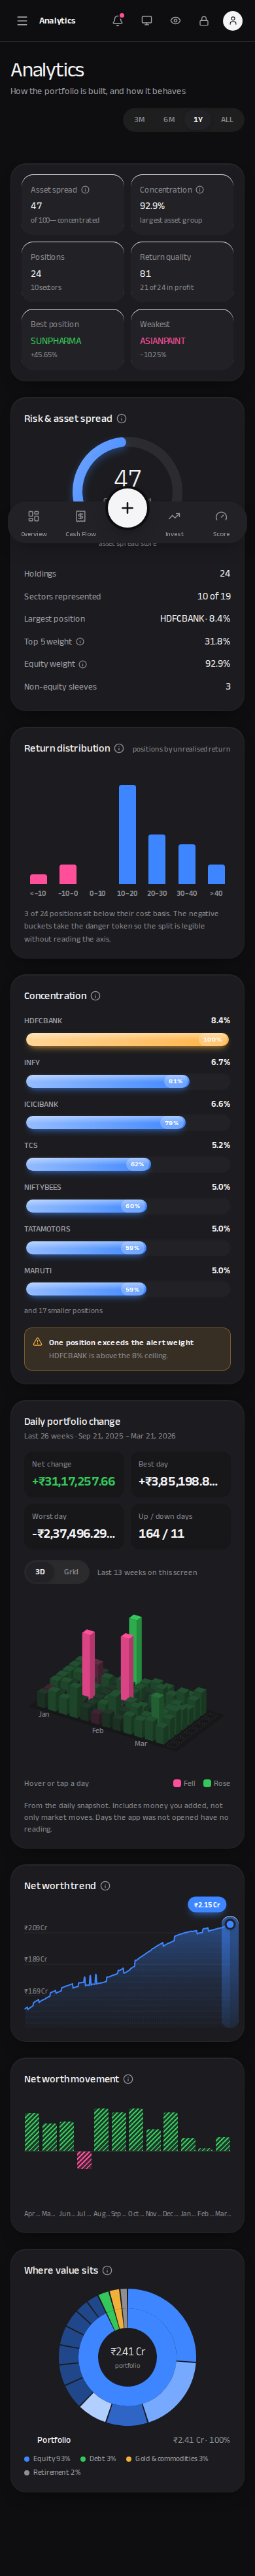 Analytics
Analytics
How the portfolio is built, and how it behaves
3M 6M 1Y ALL
Asset spread
47
of 100 — concentrated
Concentration
92.9%
largest asset group
Positions
24
10 sectors
Return quality
81
21 of 24 in profit
Best position
SUNPHARMA
+45.65%
Weakest
ASIANPAINT
−10.25%
Risk & asset spread
47
Overview Cash Flow + Invest Score
asset spread score
Holdings 24
Sectors represented 10 of 19
Largest position HDFCBANK · 8.4%
Top 5 weight 31.8%
Equity weight 92.9%
Non-equity sleeves 3
Return distribution positions by unrealised return
<-10 -10–0 0–10 10–20 20–30 30–40 >40
3 of 24 positions sit below their cost basis. The negative
buckets take the danger token so the split is legible
without reading the axis.
Concentration
HDFCBANK 8.4%
100%
INFY 6.7%
81%
ICICIBANK 6.6%
79%
TCS 5.2%
62%
NIFTYBEES 5.0%
60%
TATAMOTORS 5.0%
59%
MARUTI 5.0%
59%
and 17 smaller positions
One position exceeds the alert weight
HDFCBANK is above the 8% ceiling.
Daily portfolio change
Last 26 weeks · Sep 21, 2025 – Mar 21, 2026
Net change
+₹31,17,257.66
Best day
+₹3,85,198.8...
Worst day
-₹2,37,496.29...
Up / down days
164 / 11
3D Grid Last 13 weeks on this screen
Jan
Feb
Mar
Hover or tap a day Fell Rose
From the daily snapshot. Includes money you added, not
only market moves. Days the app was not opened have no
reading.
Net worth trend
₹2.15 Cr
₹2.09Cr
₹1.89Cr
₹1.69Cr
Net worth movement
Apr ... Ma... Jun... Jul ... Aug... Sep ... Oct ... Nov... Dec... Jan... Feb ... Mar...
Where value sits
₹2.41 Cr
portfolio
Portfolio ₹2.41 Cr · 100%
Equity 93% Debt 3% Gold & commodities 3%
Retirement 2%